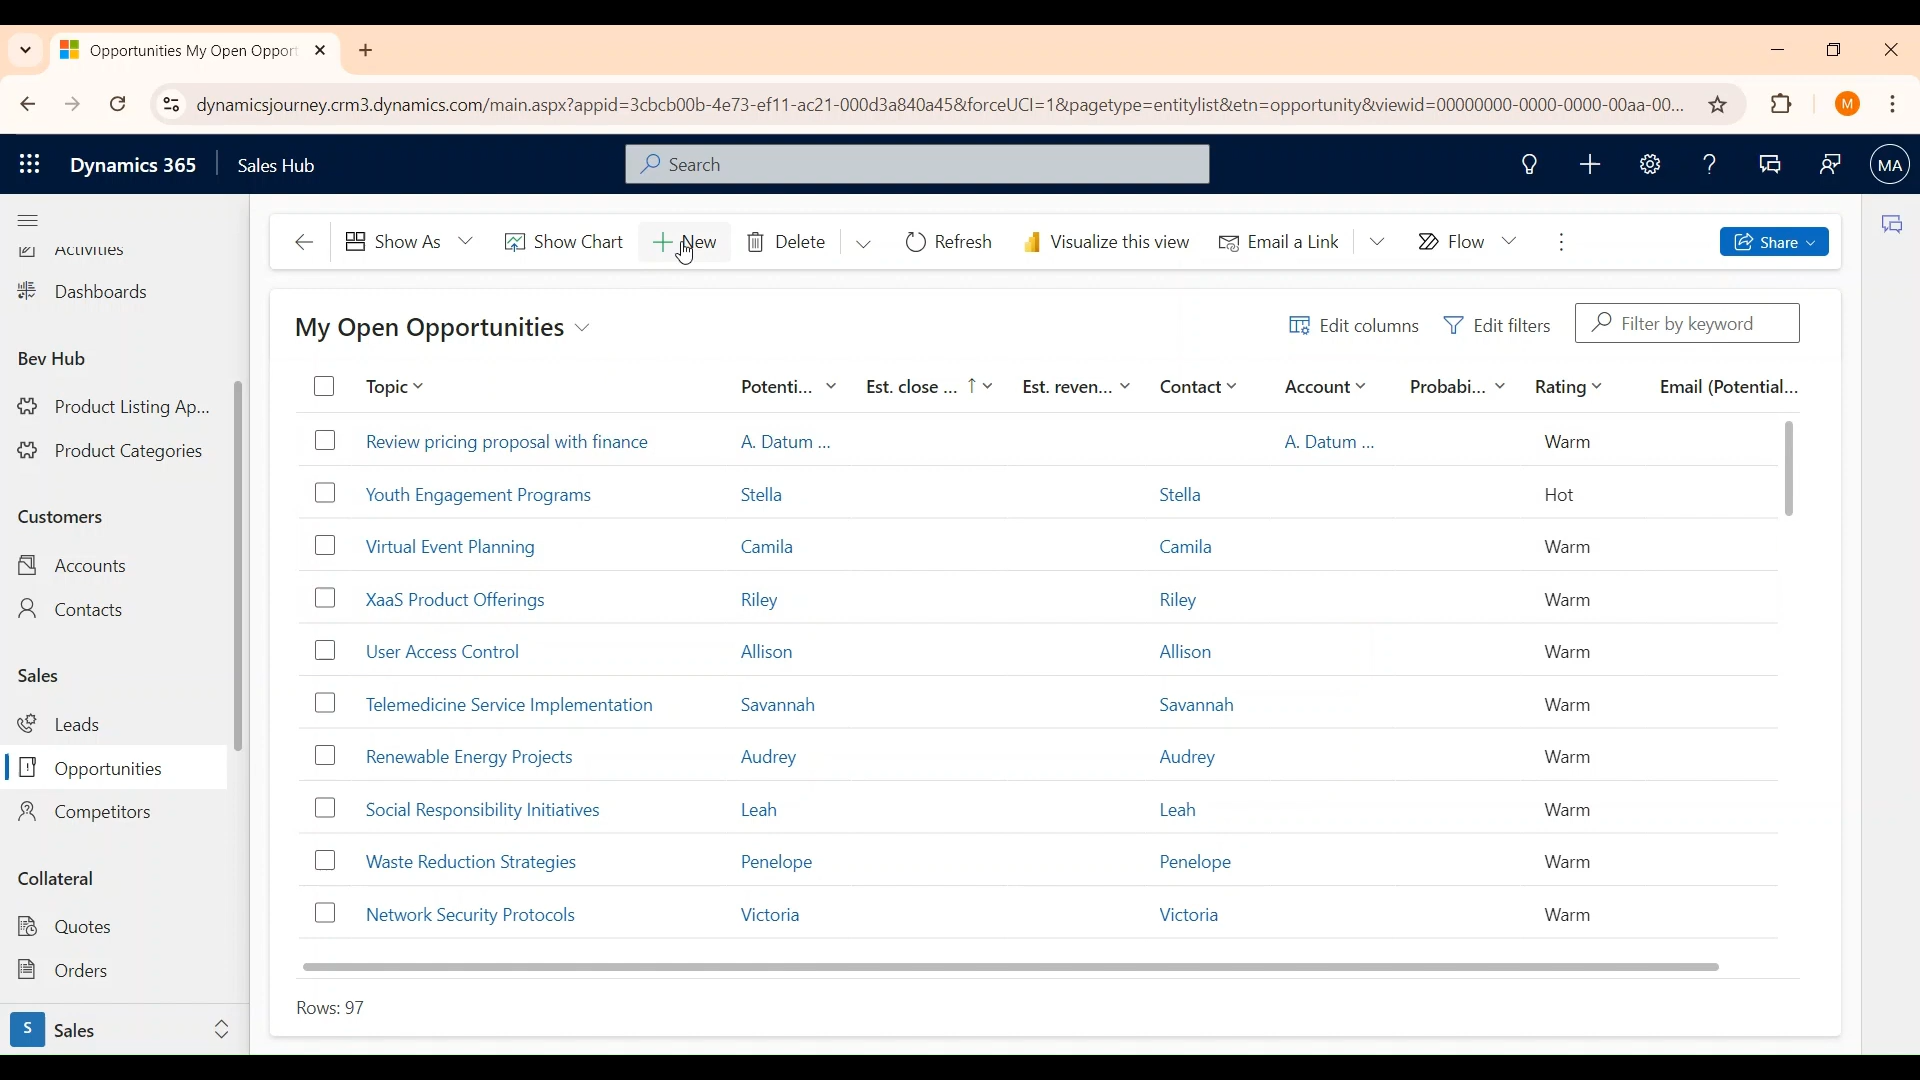 Opportunities My Open Opport
dynamicsjourney.crm3.dynamics.com/main.aspx?appid=3cbcb00b-4e73-ef11-ac21-000d3a840a45&forceUCI=1&pagetype=entitylist&etn=opportunity&viewid=00000000-0000-0000-00aa-00...
M
Dynamics 365
Sales Hub
Search
MA
Activities
Dashboards
Bev Hub
Product Listing Ap...
Product Categories
Customers
Accounts
Contacts
Sales
Leads
Opportunities
Competitors
Collateral
Quotes
Orders
S Sales
Show As
Show Chart
New
Delete
Refresh
Visualize this view
Email a Link
Flow
Share
My Open Opportunities
Edit columns
Edit filters
Filter by keyword
Topic Potenti... Est. close ... Est. reven... Contact Account Probabi... Rating Email (Potential...
Review pricing proposal with finance A. Datum ... A. Datum ... Warm
Youth Engagement Programs Stella Stella Hot
Virtual Event Planning Camila Camila Warm
XaaS Product Offerings Riley Riley Warm
User Access Control Allison Allison Warm
Telemedicine Service Implementation Savannah Savannah Warm
Renewable Energy Projects Audrey Audrey Warm
Social Responsibility Initiatives Leah Leah Warm
Waste Reduction Strategies Penelope Penelope Warm
Network Security Protocols Victoria Victoria Warm
Rows: 97